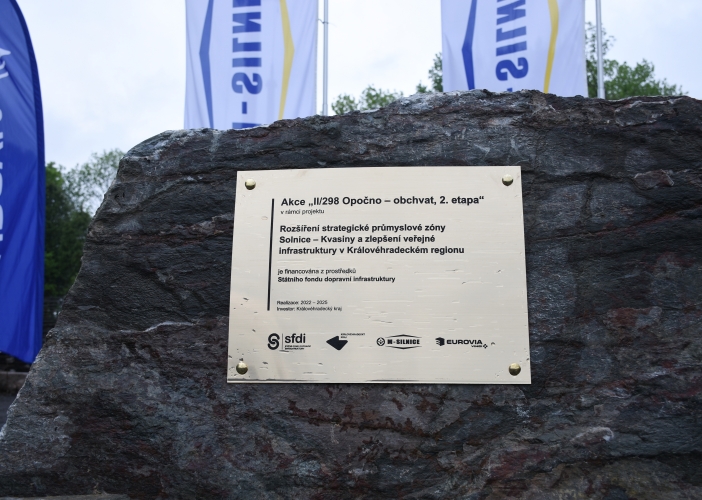 M-SILNICE
Akce „II/298 Opočno – obchvat, 2. etapa“
v rámci projektu
Rozšíření strategické průmyslové zóny
Solnice – Kvasiny a zlepšení veřejné
infrastruktury v Královéhradeckém regionu
je financována z prostředků
Státního fondu dopravní infrastruktury
Realizace: 2022 – 2025
Investor: Královéhradecký kraj
sfdi
M-SILNICE
EUROVIA